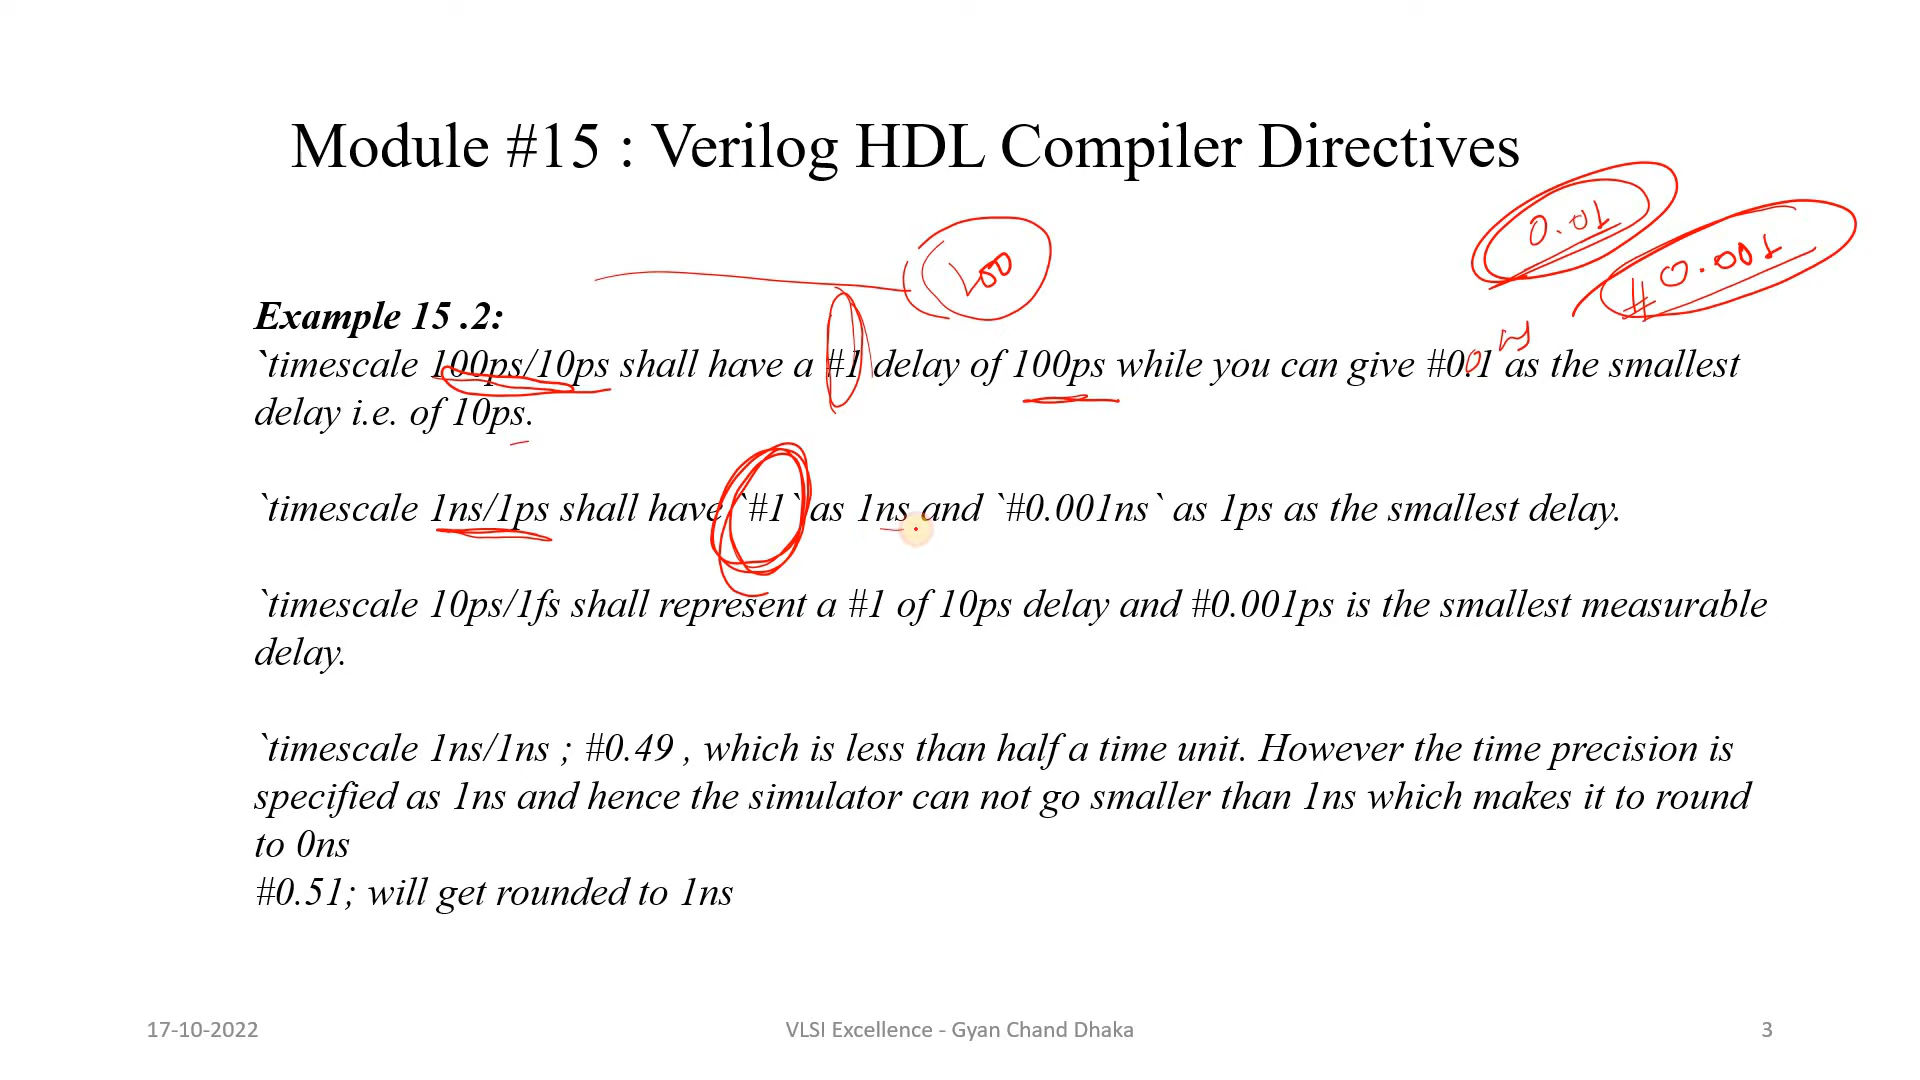 Module #15 : Verilog HDL Compiler Directives
0.01
#0.001
100
Example 15 .2:
`timescale 100ps/10ps shall have a #1 delay of 100ps while you can give #0.1 as the smallest
delay i.e. of 10ps.
`timescale 1ns/1ps shall have `#1` as 1ns and `#0.001ns` as 1ps as the smallest delay.
`timescale 10ps/1fs shall represent a #1 of 10ps delay and #0.001ps is the smallest measurable
delay.
`timescale 1ns/1ns ; #0.49 , which is less than half a time unit. However the time precision is
specified as 1ns and hence the simulator can not go smaller than 1ns which makes it to round
to 0ns
#0.51; will get rounded to 1ns
17-10-2022 VLSI Excellence - Gyan Chand Dhaka 3